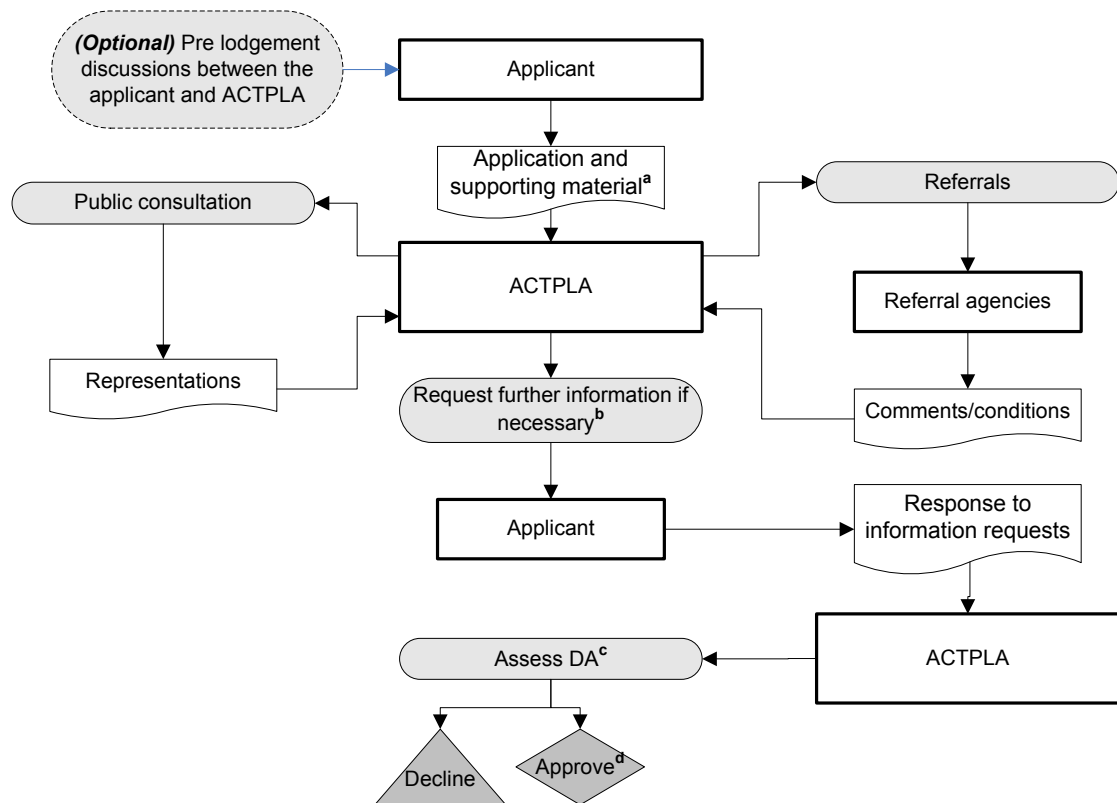 (Optional) Pre lodgement
discussions between the
applicant and ACTPLA
Applicant
Application and
supporting materialᵃ
Public consultation
Referrals
ACTPLA
Referral agencies
Representations
Request further information if
necessaryᵇ
Comments/conditions
Applicant
Response to
information requests
ACTPLA
Assess DAᶜ
Decline
Approveᵈ